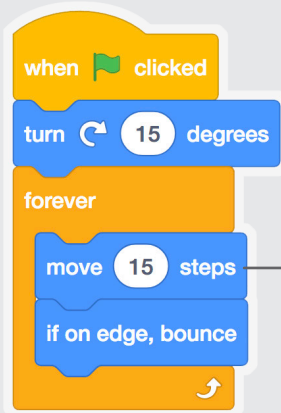 when clicked
turn 15 degrees
forever
move 15 steps
if on edge, bounce